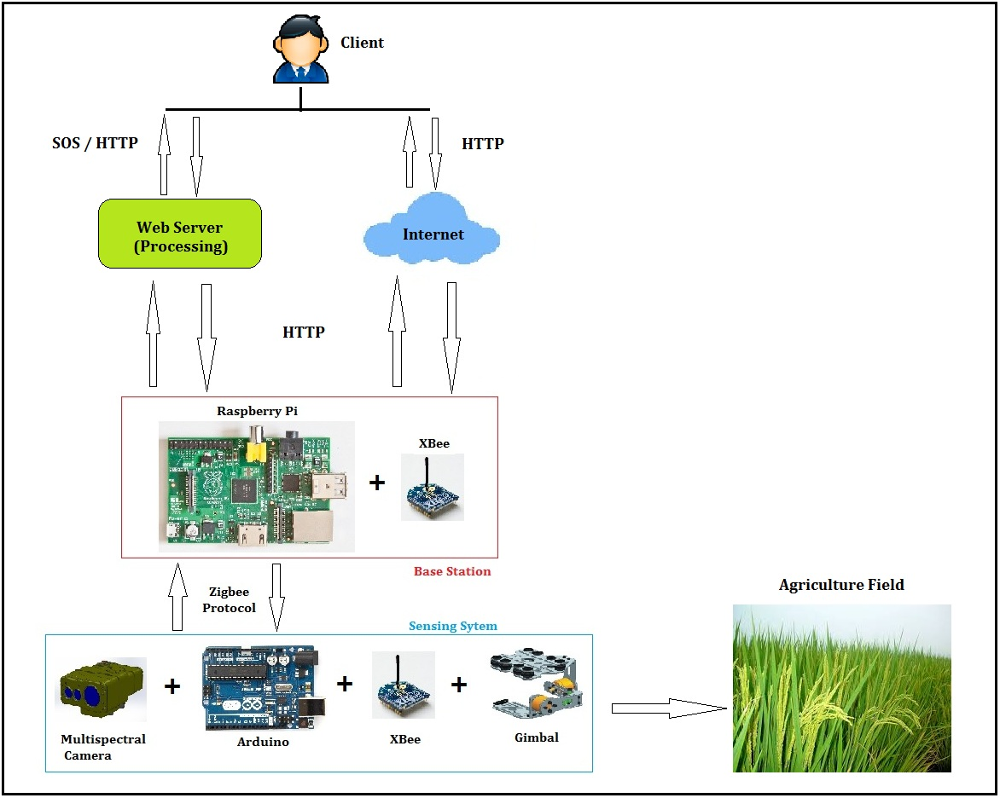 Client
SOS / HTTP
HTTP
Web Server
(Processing)
Internet
HTTP
Raspberry Pi
XBee
Base Station
Zigbee
Protocol
Sensing Sytem
Agriculture Field
Multispectral
Camera
Arduino
XBee
Gimbal